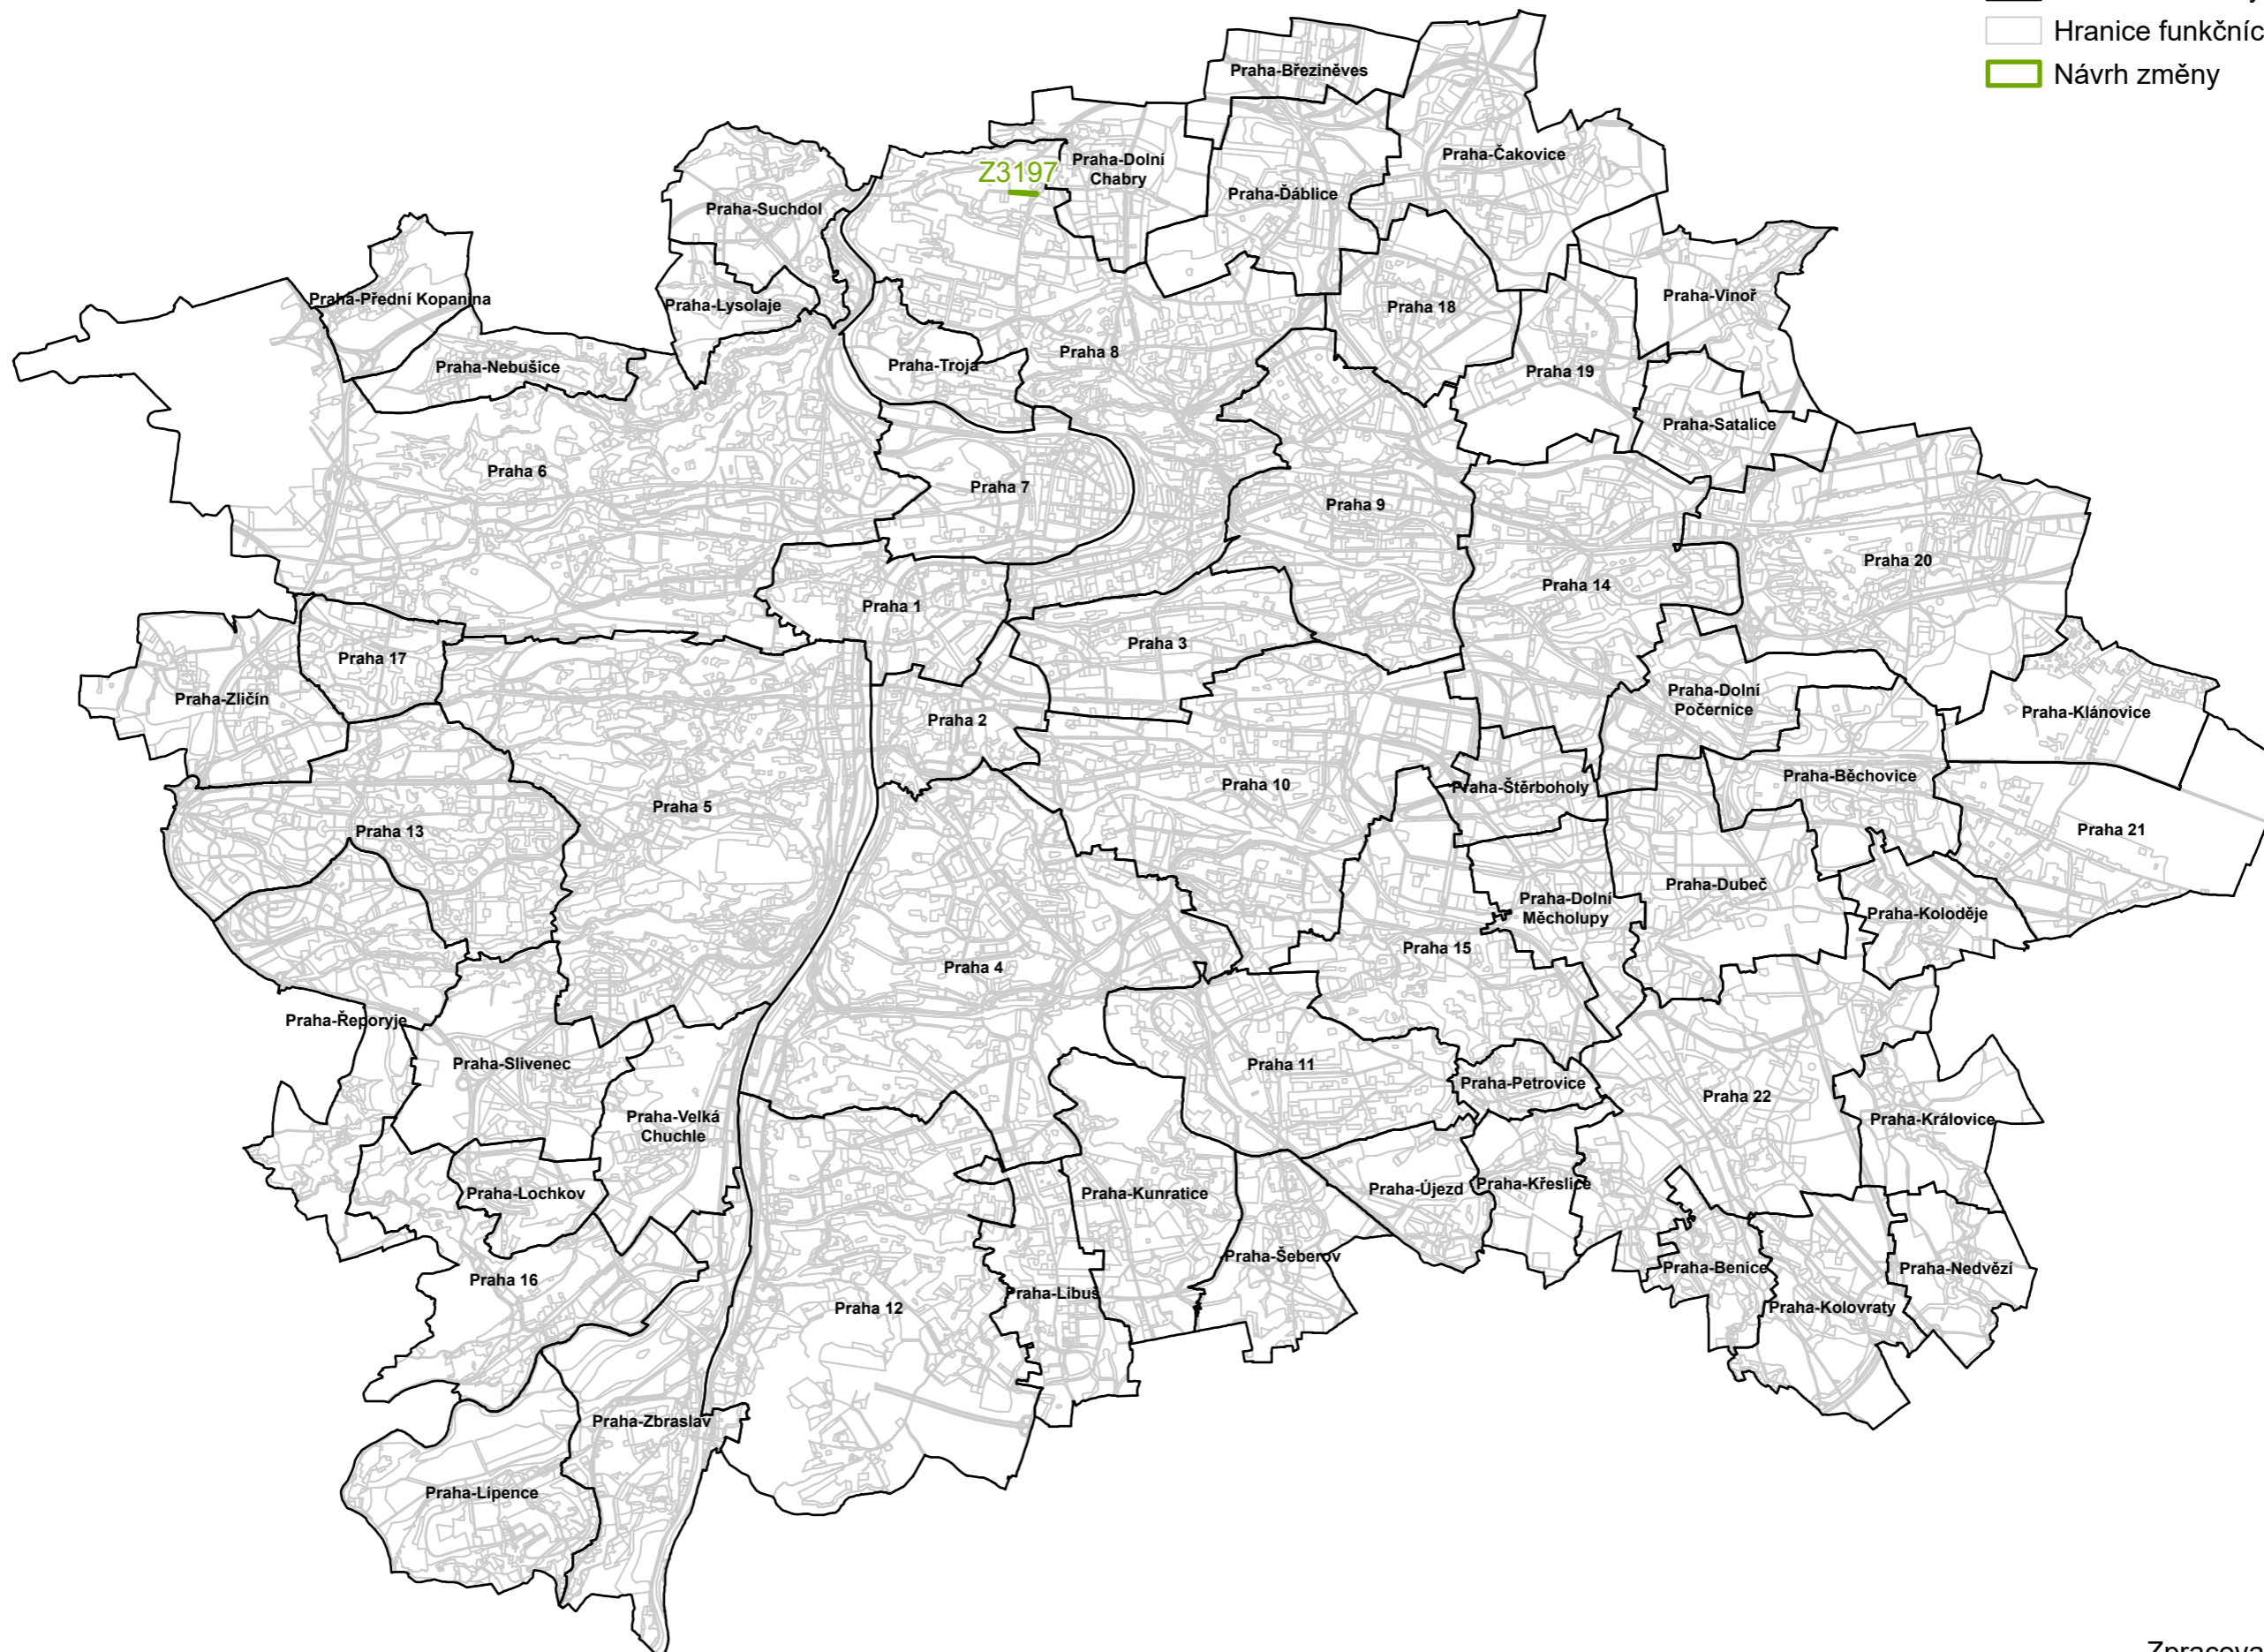 Hranice funkčníc
Návrh změny
Praha-Březiněves
Praha-Dolní
Chabry
Praha-Čakovice
Z3197
Praha-Ďáblice
Praha-Suchdol
Praha-Přední Kopanina
Praha-Lysolaje
Praha 18
Praha-Vinoř
Praha-Nebušice
Praha-Troja
Praha 8
Praha 19
Praha-Satalice
Praha 6
Praha 7
Praha 9
Praha 20
Praha 14
Praha 1
Praha 3
Praha 17
Praha-Zličín
Praha-Dolní
Počernice
Praha 2
Praha-Klánovice
Praha-Běchovice
Praha 10
Praha-Štěrboholy
Praha 5
Praha 13
Praha 21
Praha-Dubeč
Praha-Dolní
Měcholupy
Praha-Koloděje
Praha 15
Praha 4
Praha-Řeporyje
Praha-Slivenec
Praha 11
Praha-Petrovice
Praha 22
Praha-Královice
Praha-Velká
Chuchle
Praha-Lochkov
Praha-Kunratice
Praha-Újezd
Praha-Křeslice
Praha-Šeberov
Praha-Benice
Praha-Nedvězí
Praha 16
Praha-Libuš
Praha 12
Praha-Kolovraty
Praha-Zbraslav
Praha-Lipence
Zpracova